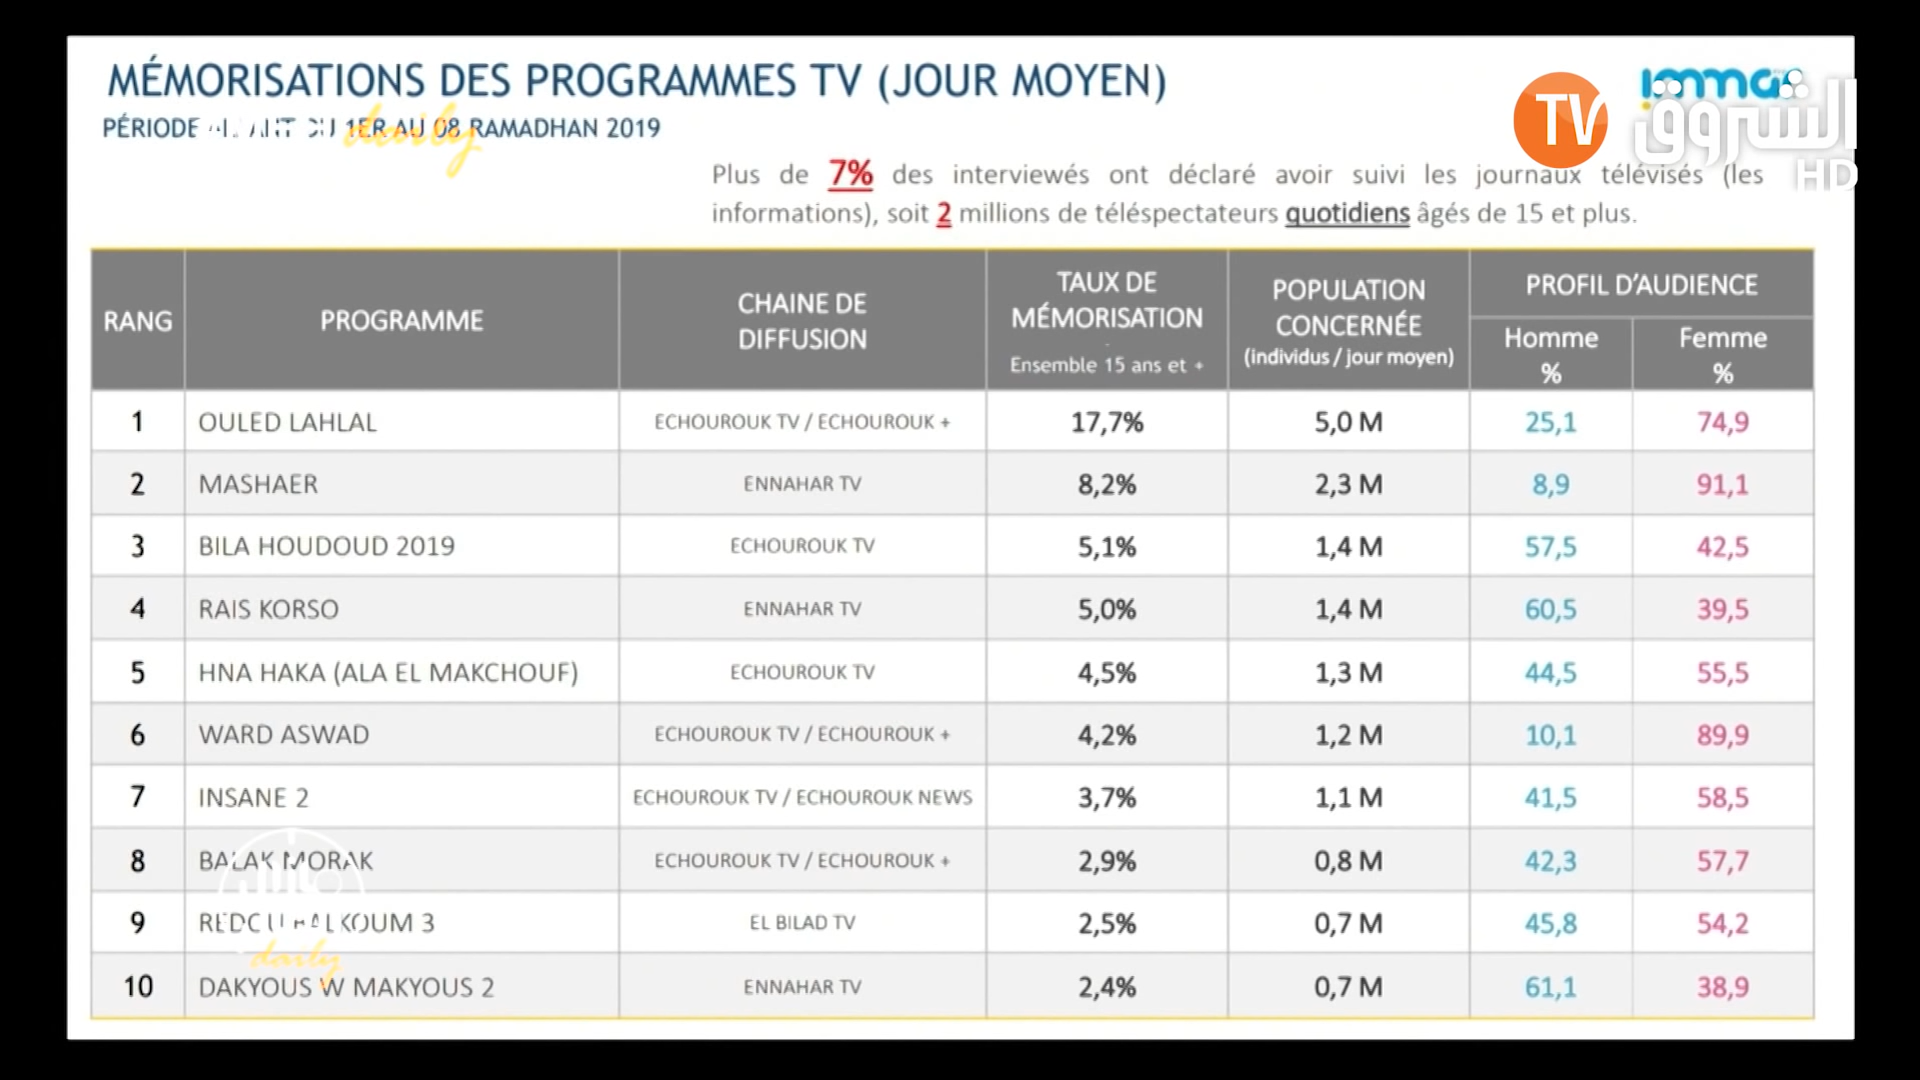 MÉMORISATIONS DES PROGRAMMES TV (JOUR MOYEN)
immar
TV الشروق
HD
PÉRIODE DU 1ER AU 08 RAMADHAN 2019
daily
Plus de 7% des interviewés ont déclaré avoir suivi les journaux télévisés (les
informations), soit 2 millions de téléspectateurs quotidiens âgés de 15 et plus.
RANG PROGRAMME CHAINE DE DIFFUSION TAUX DE MÉMORISATION - Ensemble 15 ans et + POPULATION CONCERNÉE (individus / jour moyen) PROFIL D'AUDIENCE
Homme % Femme %
1 OULED LAHLAL ECHOUROUK TV / ECHOUROUK + 17,7% 5,0 M 25,1 74,9
2 MASHAER ENNAHAR TV 8,2% 2,3 M 8,9 91,1
3 BILA HOUDOUD 2019 ECHOUROUK TV 5,1% 1,4 M 57,5 42,5
4 RAIS KORSO ENNAHAR TV 5,0% 1,4 M 60,5 39,5
5 HNA HAKA (ALA EL MAKCHOUF) ECHOUROUK TV 4,5% 1,3 M 44,5 55,5
6 WARD ASWAD ECHOUROUK TV / ECHOUROUK + 4,2% 1,2 M 10,1 89,9
7 INSANE 2 ECHOUROUK TV / ECHOUROUK NEWS 3,7% 1,1 M 41,5 58,5
8 BALAK MORAK ECHOUROUK TV / ECHOUROUK + 2,9% 0,8 M 42,3 57,7
9 3 EL BILAD TV 2,5% 0,7 M 45,8 54,2
daily
10 DAKYOUS W MAKYOUS 2 ENNAHAR TV 2,4% 0,7 M 61,1 38,9